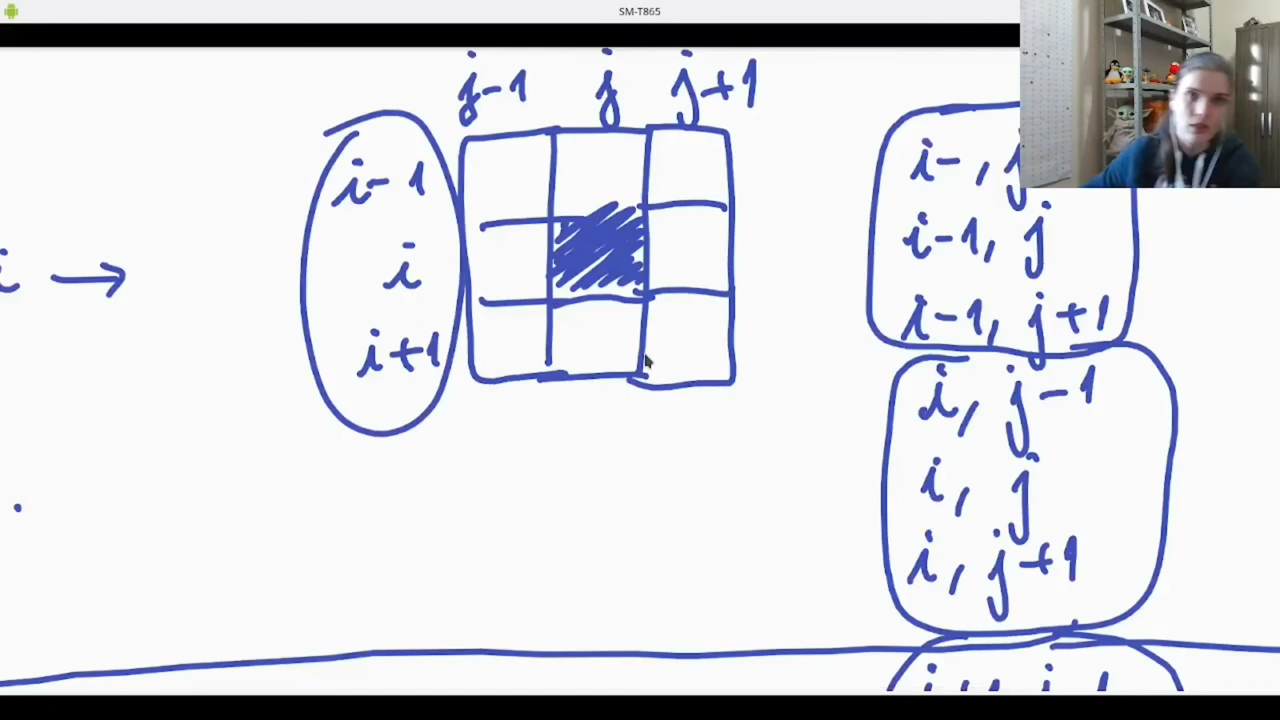 SM-T865
j-1 j j+1
i-1
i
i+1
i →
i-, j
i-1, j
i-1, j+1
i, j-1
i, j
i, j+1